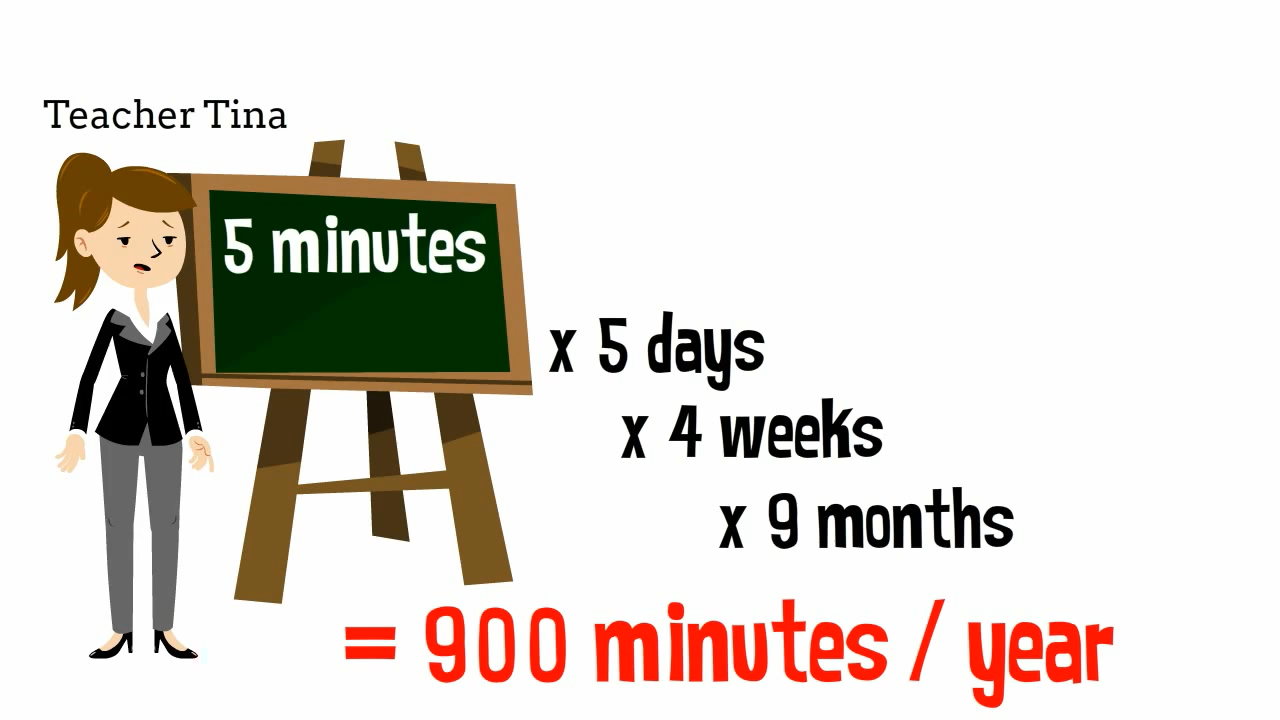 Teacher Tina
5 minutes
x 5 days
x 4 weeks
x 9 months
= 900 minutes / year